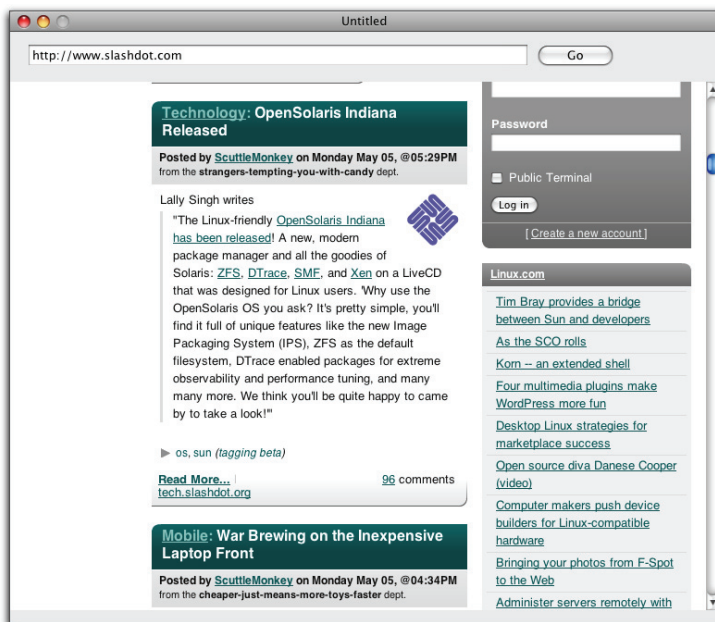 Untitled
http://www.slashdot.com
Go
Technology: OpenSolaris Indiana
Released
Posted by ScuttleMonkey on Monday May 05, @05:29PM
from the strangers-tempting-you-with-candy dept.
Lally Singh writes
"The Linux-friendly OpenSolaris Indiana
has been released! A new, modern
package manager and all the goodies of
Solaris: ZFS, DTrace, SMF, and Xen on a LiveCD
that was designed for Linux users. 'Why use the
OpenSolaris OS you ask? It's pretty simple, you'll
find it full of unique features like the new Image
Packaging System (IPS), ZFS as the default
filesystem, DTrace enabled packages for extreme
observability and performance tuning, and many
many more. We think you'll be quite happy to came
by to take a look!'"
os, sun (tagging beta)
Read More...
96 comments
tech.slashdot.org
Mobile: War Brewing on the Inexpensive
Laptop Front
Posted by ScuttleMonkey on Monday May 05, @04:34PM
from the cheaper-just-means-more-toys-faster dept.
Password
Public Terminal
Log in
[ Create a new account ]
Linux.com
Tim Bray provides a bridge
between Sun and developers
As the SCO rolls
Korn -- an extended shell
Four multimedia plugins make
WordPress more fun
Desktop Linux strategies for
marketplace success
Open source diva Danese Cooper
(video)
Computer makers push device
builders for Linux-compatible
hardware
Bringing your photos from F-Spot
to the Web
Administer servers remotely with